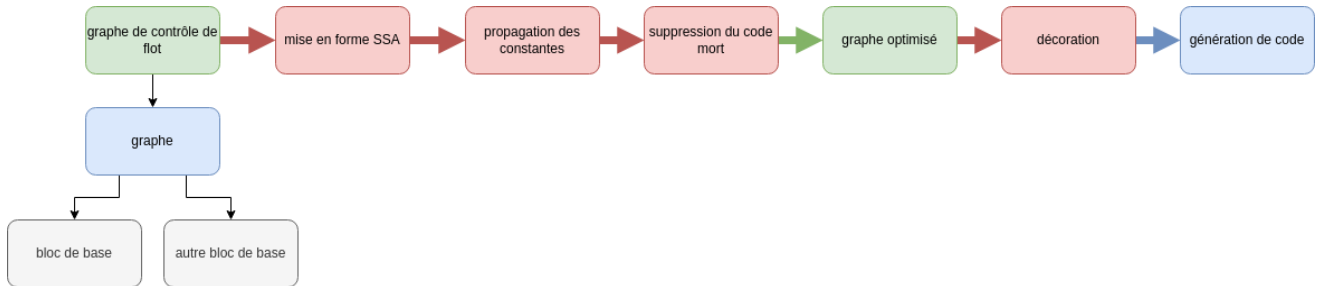 graphe de contrôle de
flot
mise en forme SSA
propagation des
constantes
suppression du code
mort
graphe optimisé
décoration
génération de code
graphe
bloc de base
autre bloc de base